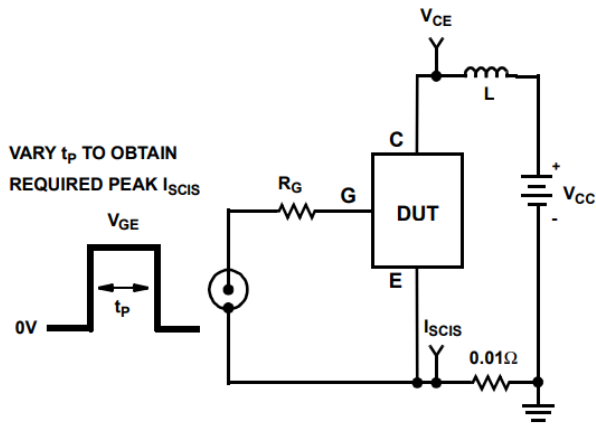 VCE
L
C
VARY tP TO OBTAIN
REQUIRED PEAK ISCIS
RG
G
DUT
+
VCC
-
VGE
E
tP
0V
ISCIS
0.01Ω